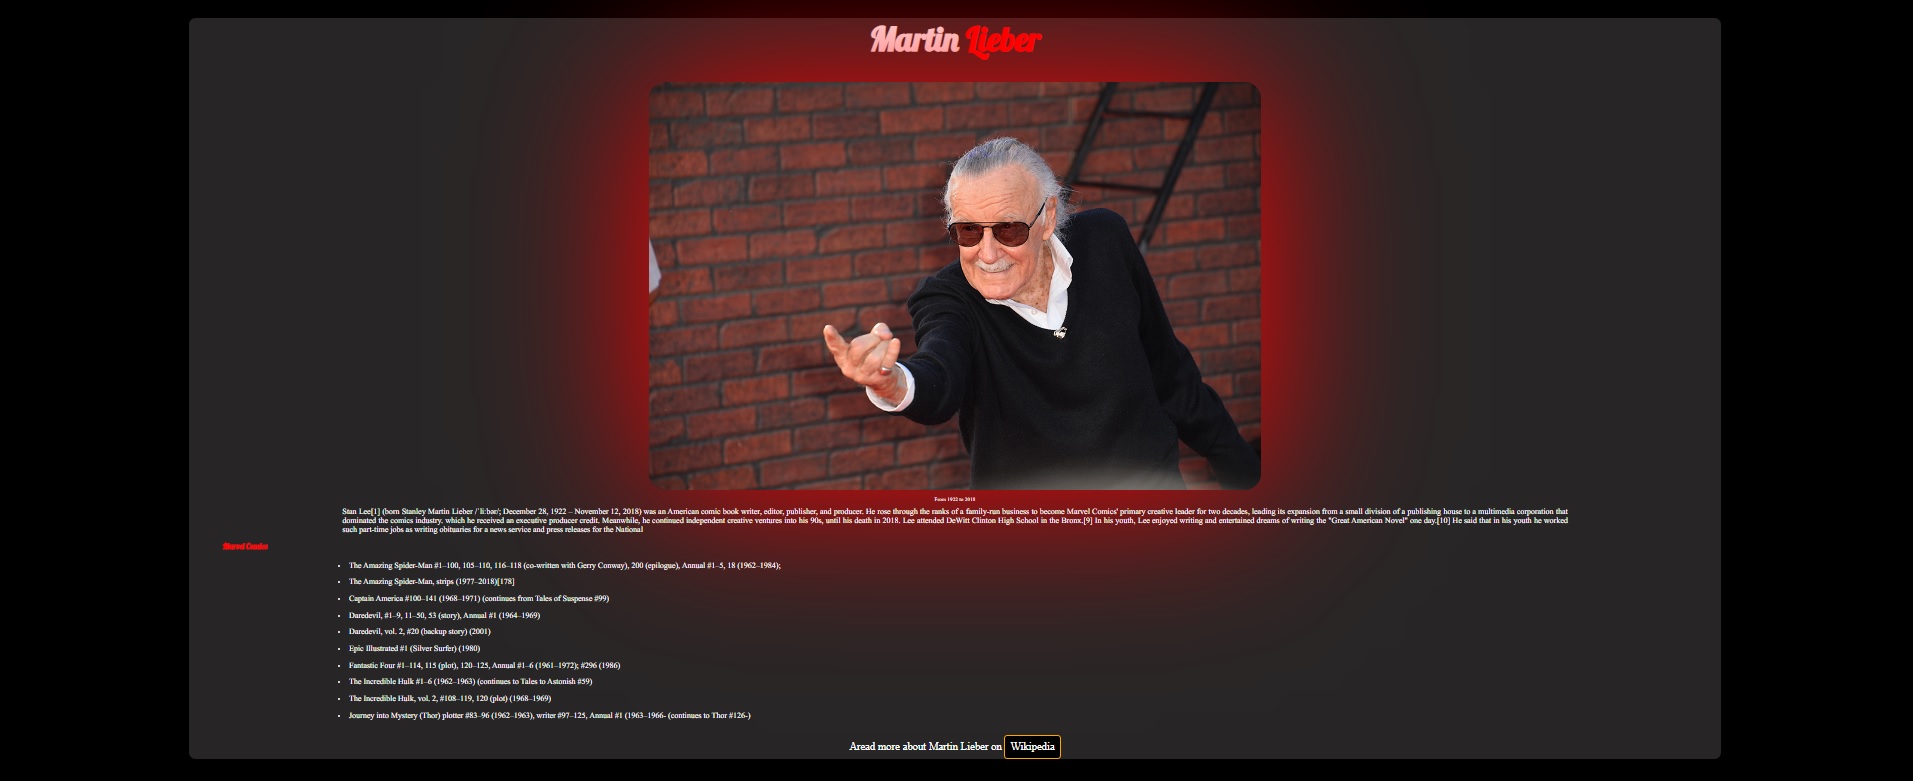 Martin Lieber
From 1922 to 2018
Stan Lee[1] (born Stanley Martin Lieber /ˈliːbər/; December 28, 1922 – November 12, 2018) was an American comic book writer, editor, publisher, and producer. He rose through the ranks of a family-run business to become Marvel Comics' primary creative leader for two decades, leading its expansion from a small division of a publishing house to a multimedia corporation that
dominated the comics industry. which he received an executive producer credit. Meanwhile, he continued independent creative ventures into his 90s, until his death in 2018. Lee attended DeWitt Clinton High School in the Bronx.[9] In his youth, Lee enjoyed writing and entertained dreams of writing the "Great American Novel" one day.[10] He said that in his youth he worked
such part-time jobs as writing obituaries for a news service and press releases for the National
Marvel Comics
• The Amazing Spider-Man #1–100, 105–110, 116–118 (co-written with Gerry Conway), 200 (epilogue), Annual #1–5, 18 (1962–1984);
• The Amazing Spider-Man, strips (1977–2018)[178]
• Captain America #100–141 (1968–1971) (continues from Tales of Suspense #99)
• Daredevil, #1–9, 11–50, 53 (story), Annual #1 (1964–1969)
• Daredevil, vol. 2, #20 (backup story) (2001)
• Epic Illustrated #1 (Silver Surfer) (1980)
• Fantastic Four #1–114, 115 (plot), 120–125, Annual #1–6 (1961–1972); #296 (1986)
• The Incredible Hulk #1–6 (1962–1963) (continues to Tales to Astonish #59)
• The Incredible Hulk, vol. 2, #108–119, 120 (plot) (1968–1969)
• Journey into Mystery (Thor) plotter #83–96 (1962–1963), writer #97–125, Annual #1 (1963–1966- (continues to Thor #126-)
Aread more about Martin Lieber on Wikipedia